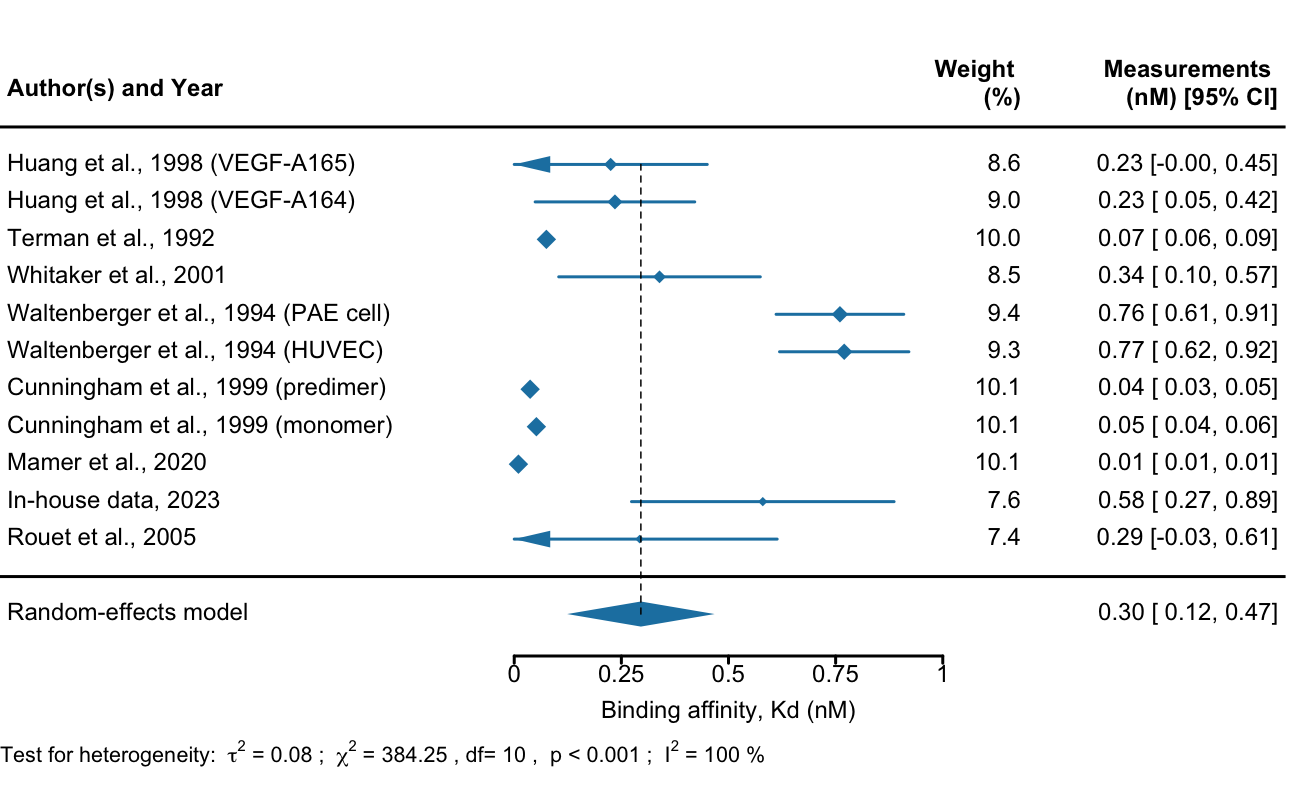 Author(s) and Year Weight (%) Measurements (nM) [95% CI]
Huang et al., 1998 (VEGF-A165) 8.6 0.23 [-0.00, 0.45]
Huang et al., 1998 (VEGF-A164) 9.0 0.23 [ 0.05, 0.42]
Terman et al., 1992 10.0 0.07 [ 0.06, 0.09]
Whitaker et al., 2001 8.5 0.34 [ 0.10, 0.57]
Waltenberger et al., 1994 (PAE cell) 9.4 0.76 [ 0.61, 0.91]
Waltenberger et al., 1994 (HUVEC) 9.3 0.77 [ 0.62, 0.92]
Cunningham et al., 1999 (predimer) 10.1 0.04 [ 0.03, 0.05]
Cunningham et al., 1999 (monomer) 10.1 0.05 [ 0.04, 0.06]
Mamer et al., 2020 10.1 0.01 [ 0.01, 0.01]
In-house data, 2023 7.6 0.58 [ 0.27, 0.89]
Rouet et al., 2005 7.4 0.29 [-0.03, 0.61]
Random-effects model 0.30 [ 0.12, 0.47]
0 0.25 0.5 0.75 1
Binding affinity, Kd (nM)
Test for heterogeneity: τ² = 0.08 ; χ² = 384.25 , df= 10 , p < 0.001 ; I² = 100 %